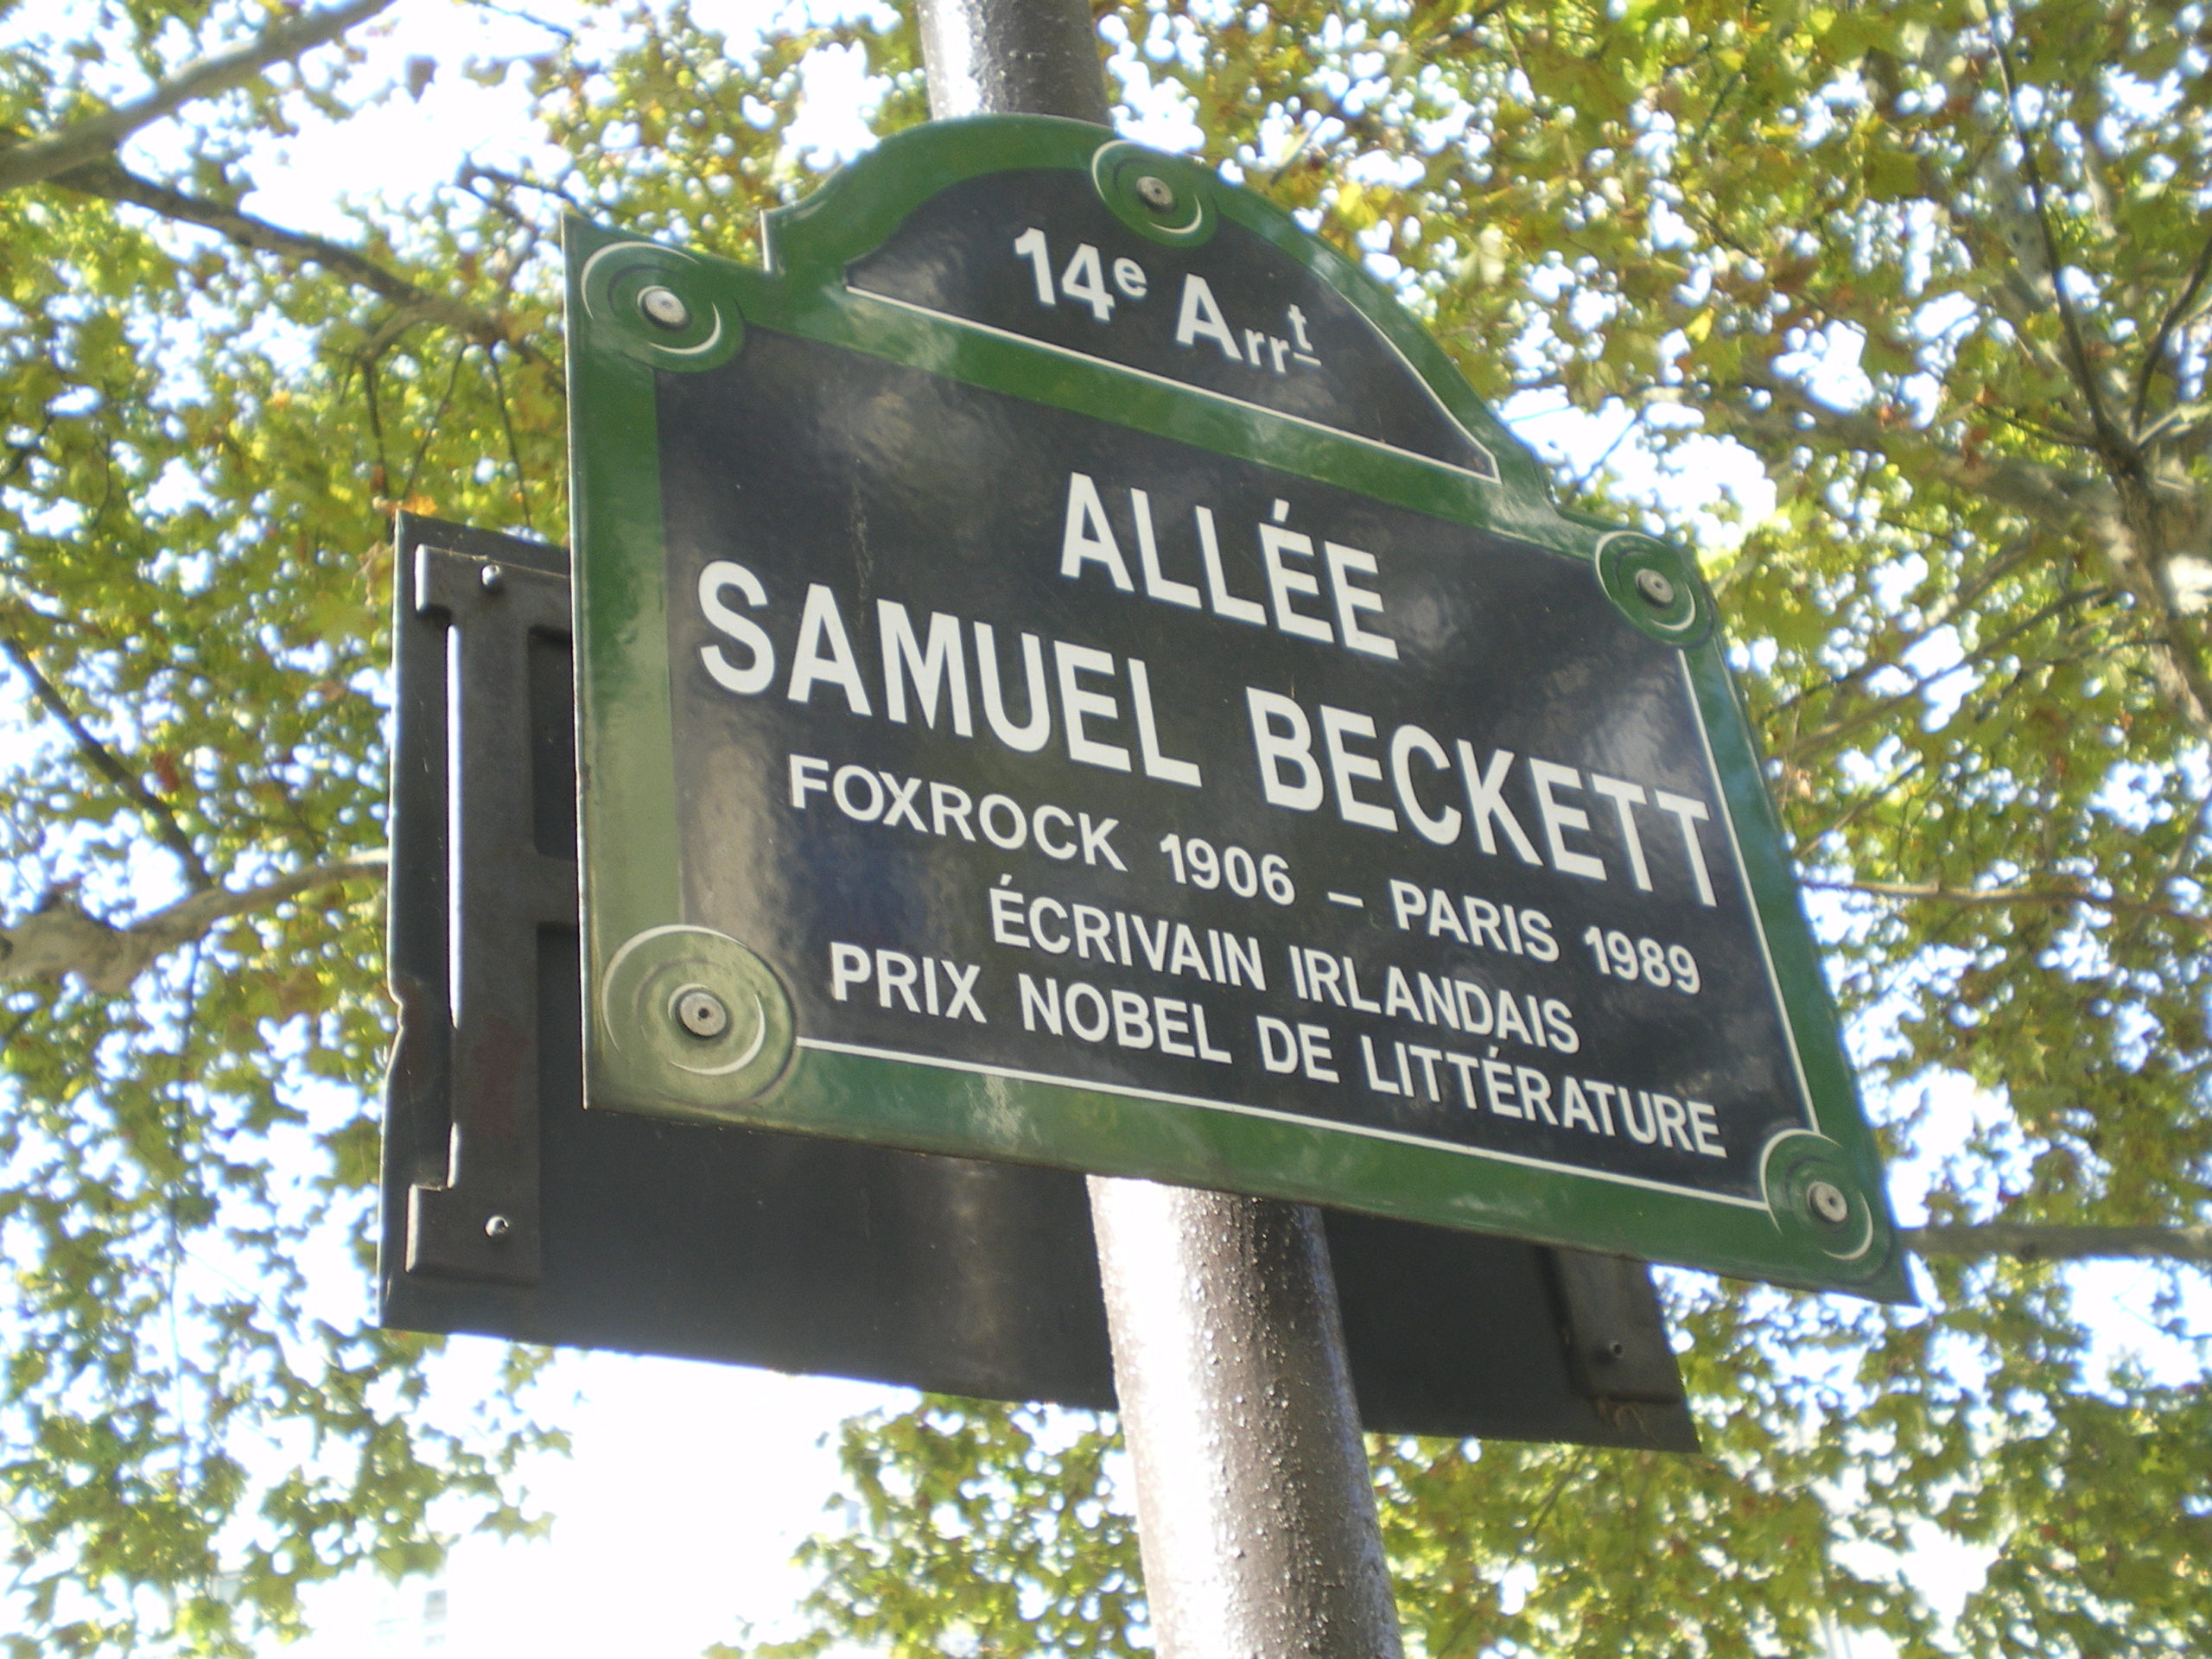 14e Arrt
ALLÉE
SAMUEL BECKETT
FOXROCK 1906 – PARIS 1989
ÉCRIVAIN IRLANDAIS
PRIX NOBEL DE LITTÉRATURE